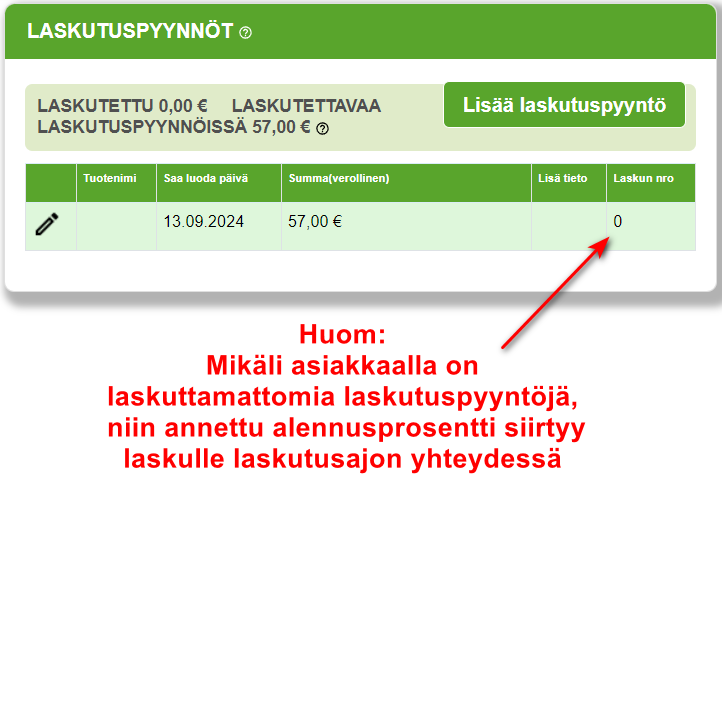 LASKUTUSPYYNNÖT
LASKUTETTU 0,00 € LASKUTETTAVAA
LASKUTUSPYYNNÖISSÄ 57,00 €
Lisää laskutuspyyntö
Tuotenimi Saa luoda päivä Summa(verollinen) Lisä tieto Laskun nro
13.09.2024 57,00 € 0
Huom:
Mikäli asiakkaalla on
laskuttamattomia laskutuspyyntöjä,
niin annettu alennusprosentti siirtyy
laskulle laskutusajon yhteydessä